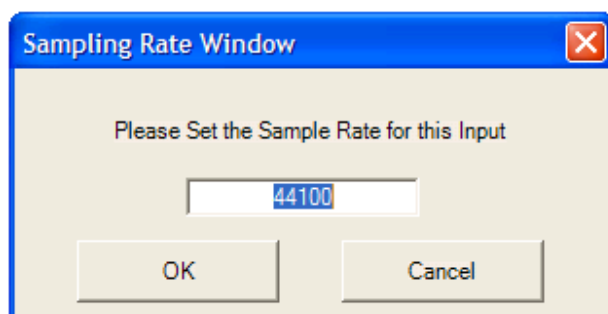 Sampling Rate Window
Please Set the Sample Rate for this Input
44100
OK Cancel